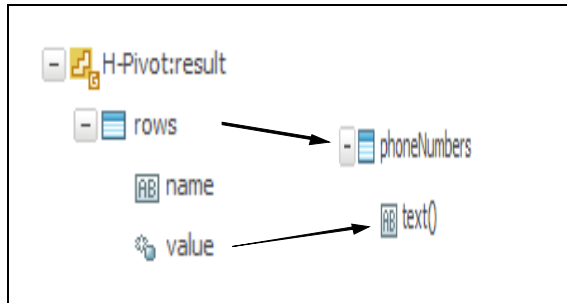 H-Pivot:result
rows
phoneNumbers
name
text()
value